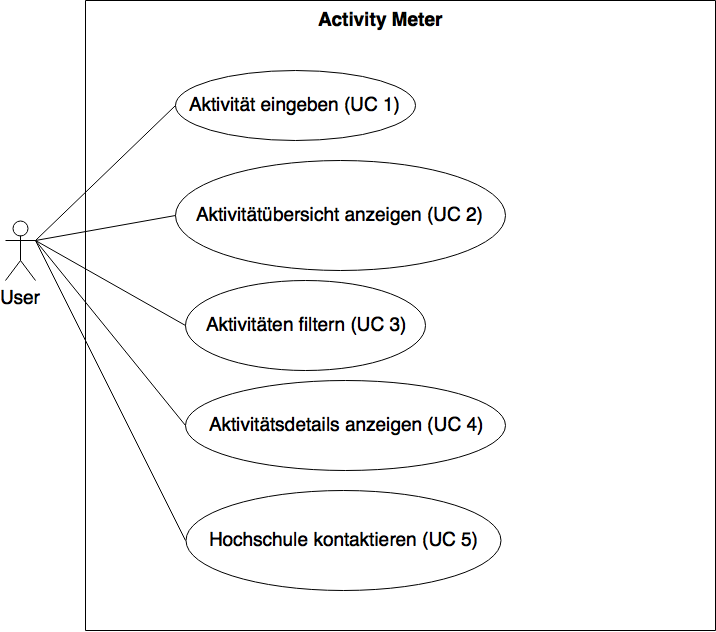 Activity Meter
Aktivität eingeben (UC 1)
Aktivitätübersicht anzeigen (UC 2)
Aktivitäten filtern (UC 3)
User
Aktivitätsdetails anzeigen (UC 4)
Hochschule kontaktieren (UC 5)